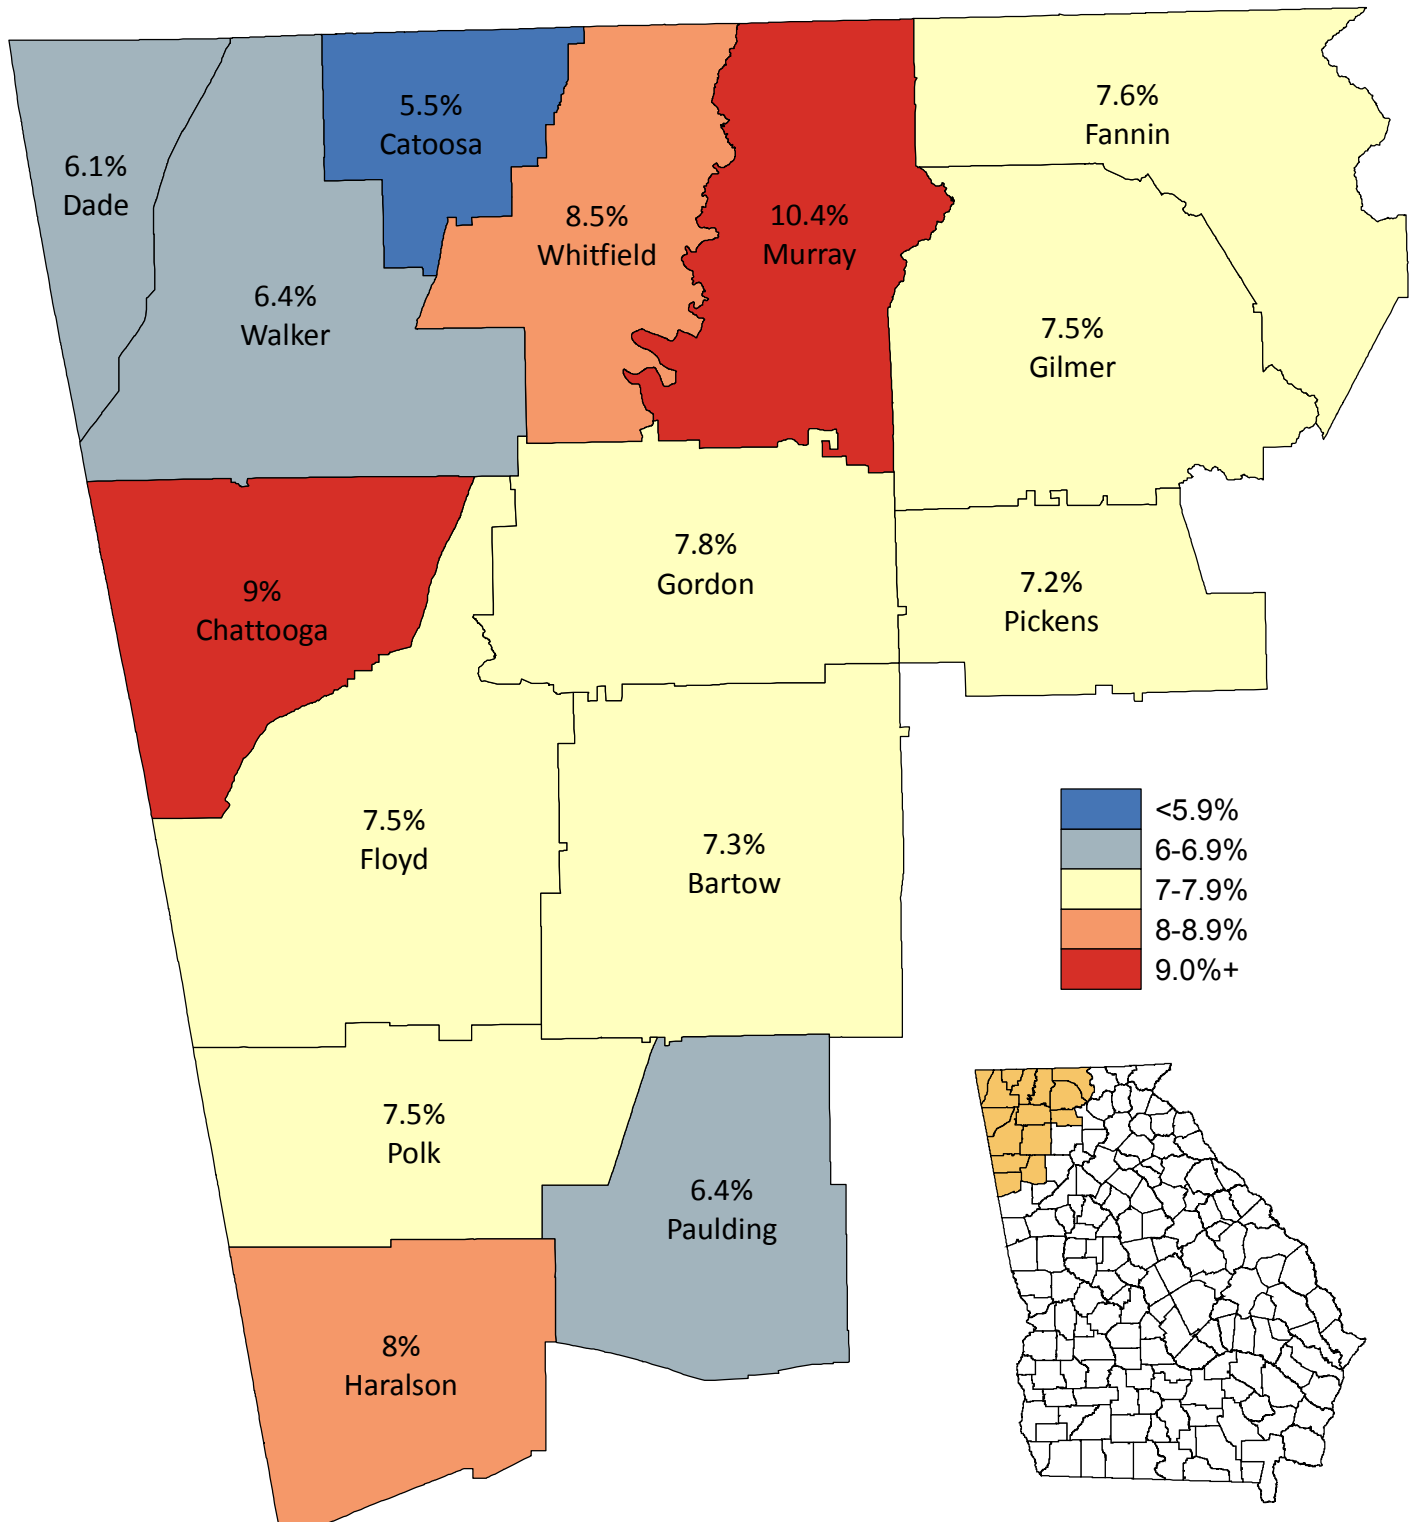 7.6%
Fannin
5.5%
Catoosa
6.1%
Dade
8.5%
Whitfield
10.4%
Murray
6.4%
Walker
7.5%
Gilmer
7.8%
Gordon
7.2%
Pickens
9%
Chattooga
7.5%
Floyd
7.3%
Bartow
<5.9%
6-6.9%
7-7.9%
8-8.9%
9.0%+
7.5%
Polk
6.4%
Paulding
8%
Haralson